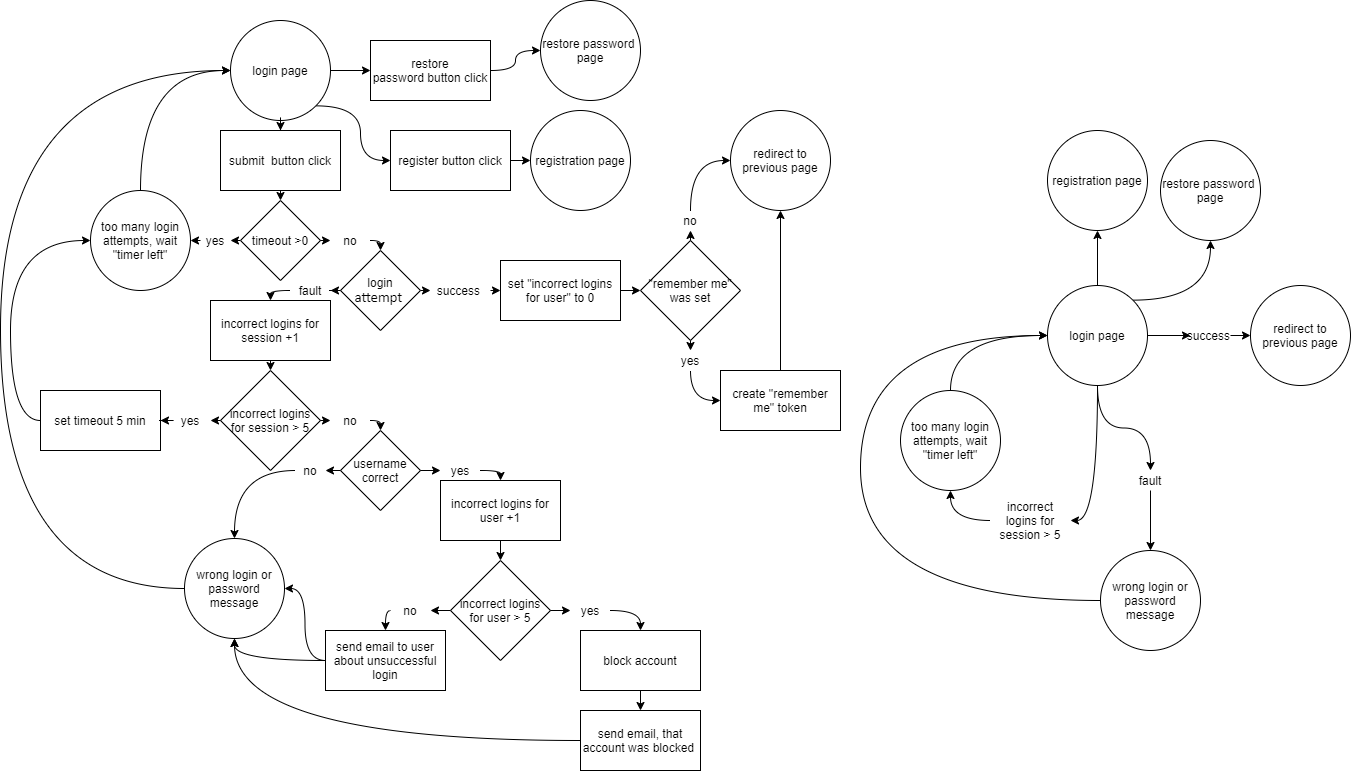 login page
restore
password button click
restore password
page
submit  button click
register button click
registration page
redirect to
previous page
too many login
attempts, wait
"timer left"
yes
timeout >0
no
login
attempt
fault
success
set "incorrect logins
for user" to 0
no
"remember me"
was set
yes
create "remember
me" token
incorrect logins for
session +1
set timeout 5 min
yes
incorrect logins
for session > 5
no
username
correct
no
yes
incorrect logins for
user +1
wrong login or
password
message
no
incorrect logins
for user > 5
yes
send email to user
about unsuccessful
login
block account
send email, that
account was blocked
registration page
restore password
page
login page
success
redirect to
previous page
too many login
attempts, wait
"timer left"
incorrect
logins for
session > 5
fault
wrong login or
password
message